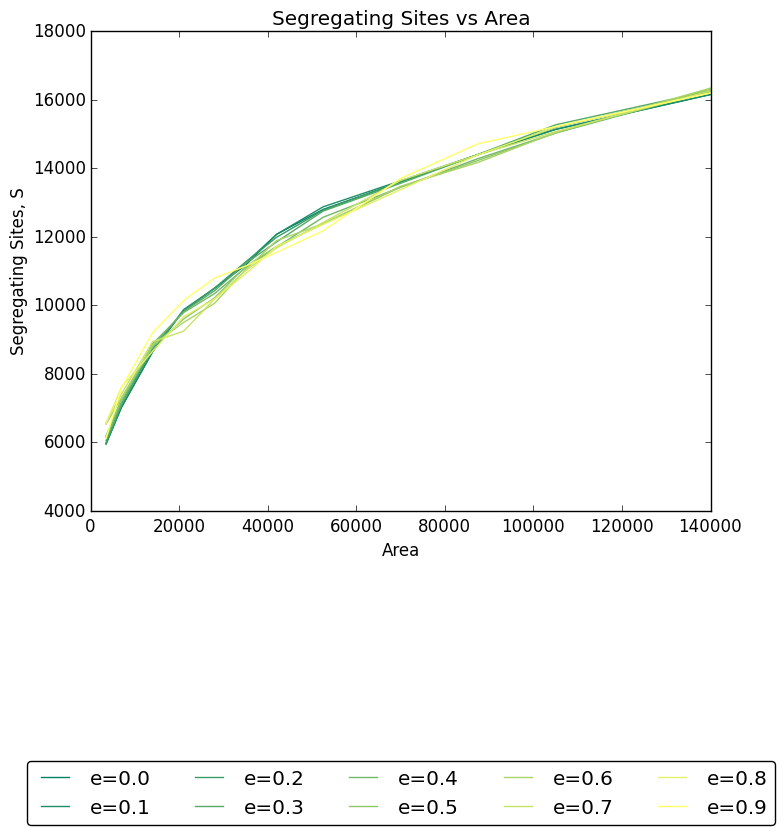 Segregating Sites vs Area
18000
16000
14000
12000
10000
8000
6000
4000
Segregating Sites, S
0 20000 40000 60000 80000 100000 120000 140000
Area
e=0.0 e=0.2 e=0.4 e=0.6 e=0.8
e=0.1 e=0.3 e=0.5 e=0.7 e=0.9